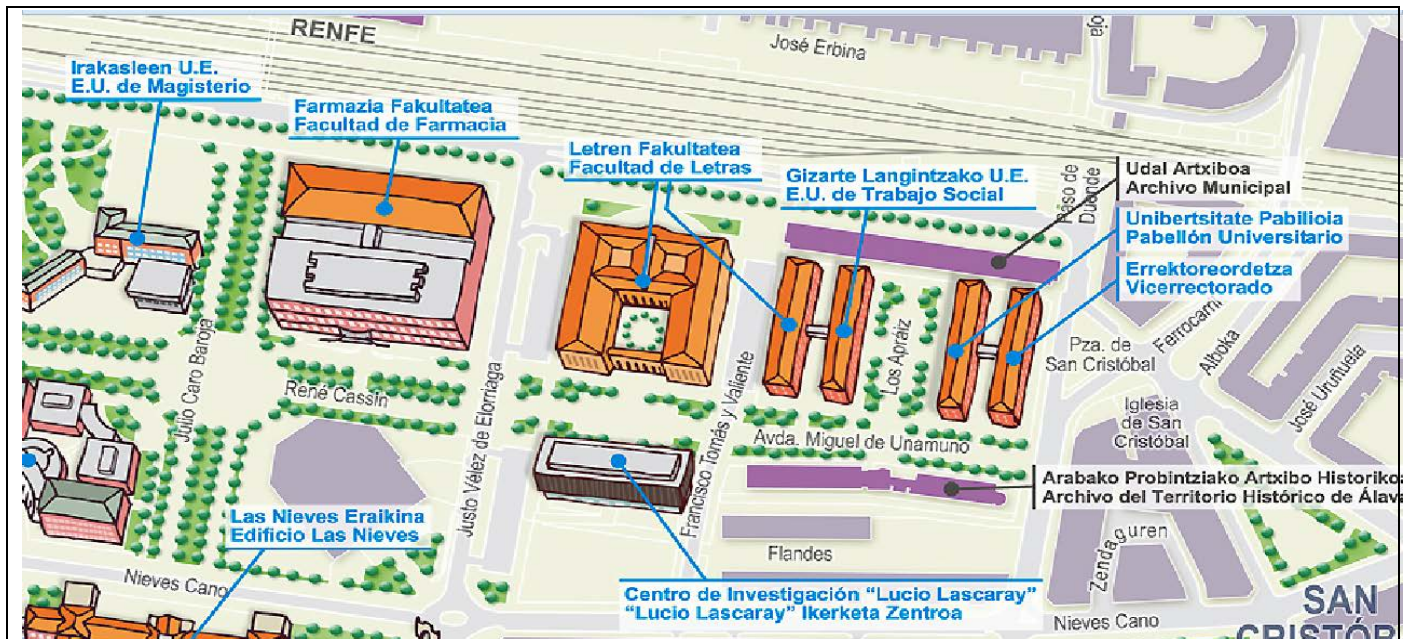 RENFE
José Erbina
oja
Irakasleen U.E.
E.U. de Magisterio
Farmazia Fakultatea
Facultad de Farmacia
Letren Fakultatea
Facultad de Letras
Gizarte Langintzako U.E.
E.U. de Trabajo Social
Paso de
Duende
Udal Artxiboa
Archivo Municipal
Unibertsitate Pabilioia
Pabellón Universitario
Errektoreordetza
Vicerrectorado
Julio Caro Baroja
René Cassin
Justo Vélez de Elorriaga
Francisco Tomás y Valiente
Los Apráiz
Avda. Miguel de Unamuno
Pza. de
San Cristóbal
Ferrocarril
Alboka
José Uruñuela
Iglesia
de San
Cristóbal
Arabako Probintziako Artxibo Historikoa
Archivo del Territorio Histórico de Álava
Las Nieves Eraikina
Edificio Las Nieves
Nieves Cano
Flandes
Zendaguren
Centro de Investigación “Lucio Lascaray”
“Lucio Lascaray” Ikerketa Zentroa
Nieves Cano
SAN
CRISTÓB